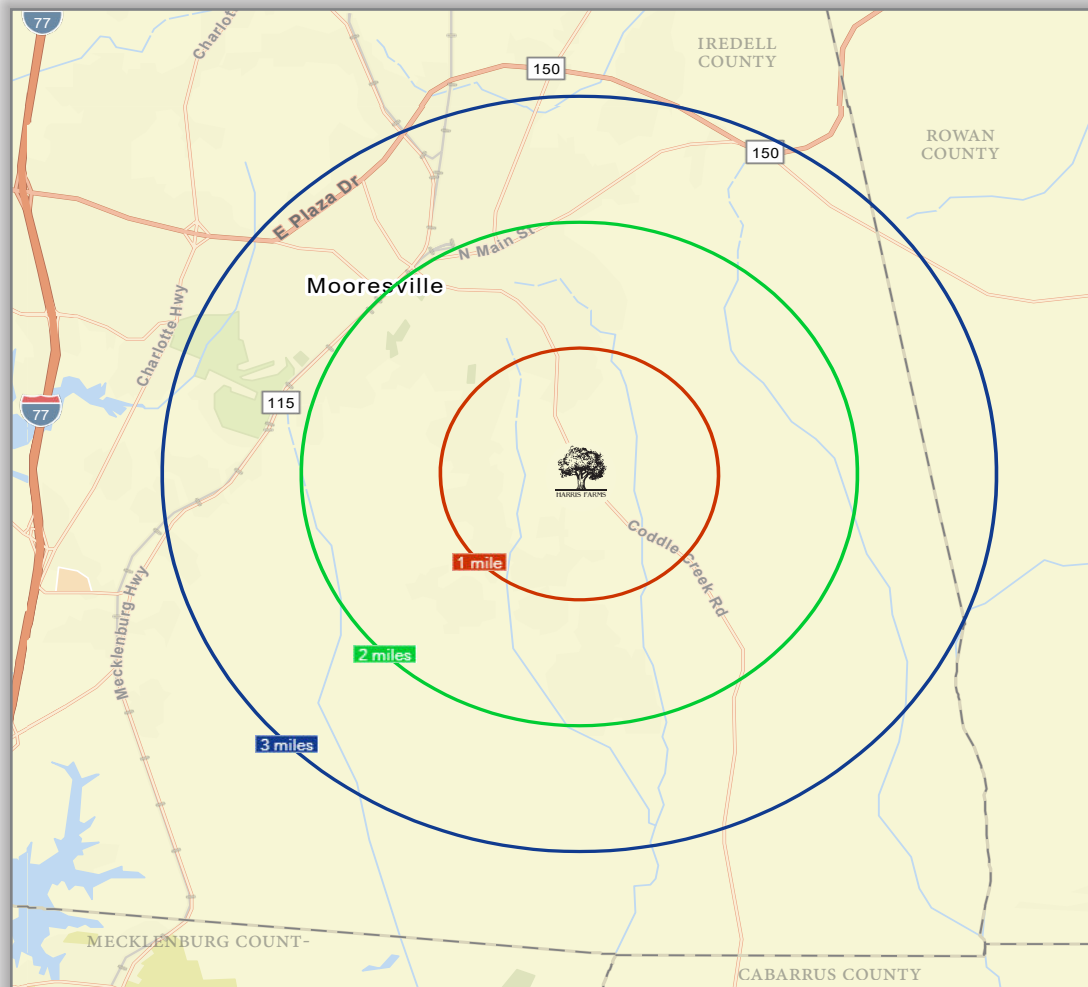 77
Charlot
150
IREDELL
COUNTY
ROWAN
COUNTY
150
E Plaza Dr
N Main St
Mooresville
Charlotte Hwy
77
115
HARRIS FARMS
Coddle Creek Rd
1 mile
Mecklenburg Hwy
2 miles
3 miles
MECKLENBURG COUNT-
CABARRUS COUNTY